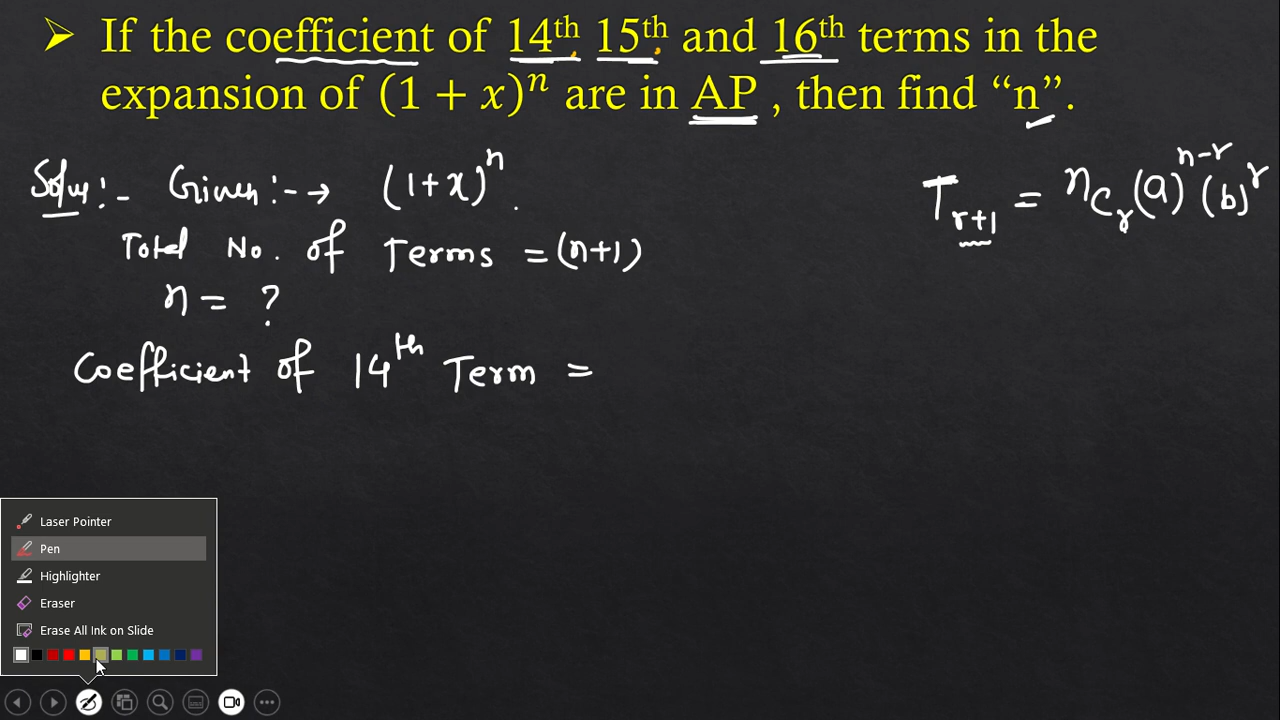 ➢ If the coefficient of 14th 15th and 16th terms in the
expansion of (1 + x)^n are in AP , then find “n”.
Soln:- Given:- → (1+x)^n .
T_{r+1} = nC_r (a)^{n-r} (b)^r
Total No. of Terms = (n+1)
n = ?
Coefficient of 14th Term =
Laser Pointer
Pen
Highlighter
Eraser
Erase All Ink on Slide